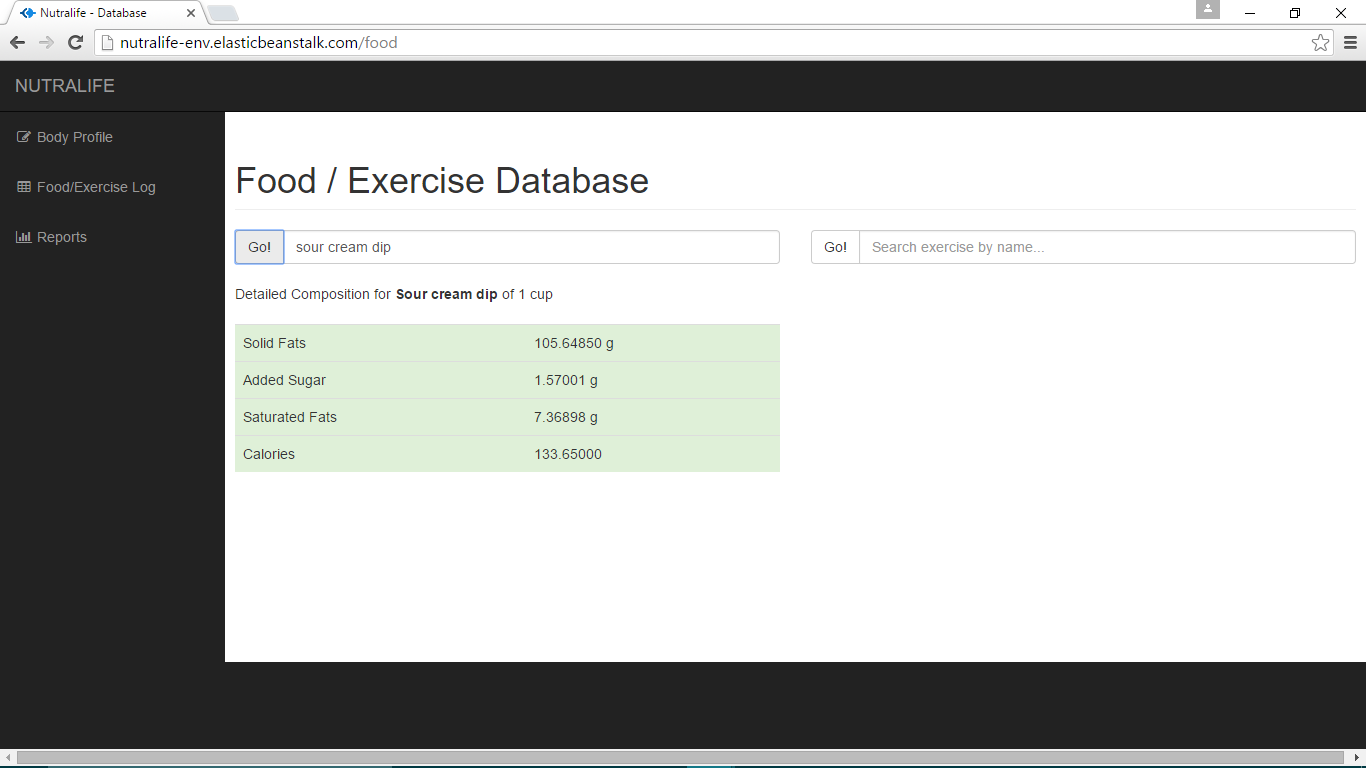 Nutralife - Database
nutralife-env.elasticbeanstalk.com/food
NUTRALIFE
Body Profile
Food/Exercise Log
Reports
Food / Exercise Database
Go! sour cream dip
Go! Search exercise by name...
Detailed Composition for Sour cream dip of 1 cup
Solid Fats 105.64850 g
Added Sugar 1.57001 g
Saturated Fats 7.36898 g
Calories 133.65000